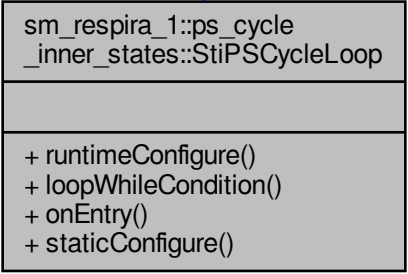 sm_respira_1::ps_cycle
_inner_states::StiPSCycleLoop
+ runtimeConfigure()
+ loopWhileCondition()
+ onEntry()
+ staticConfigure()